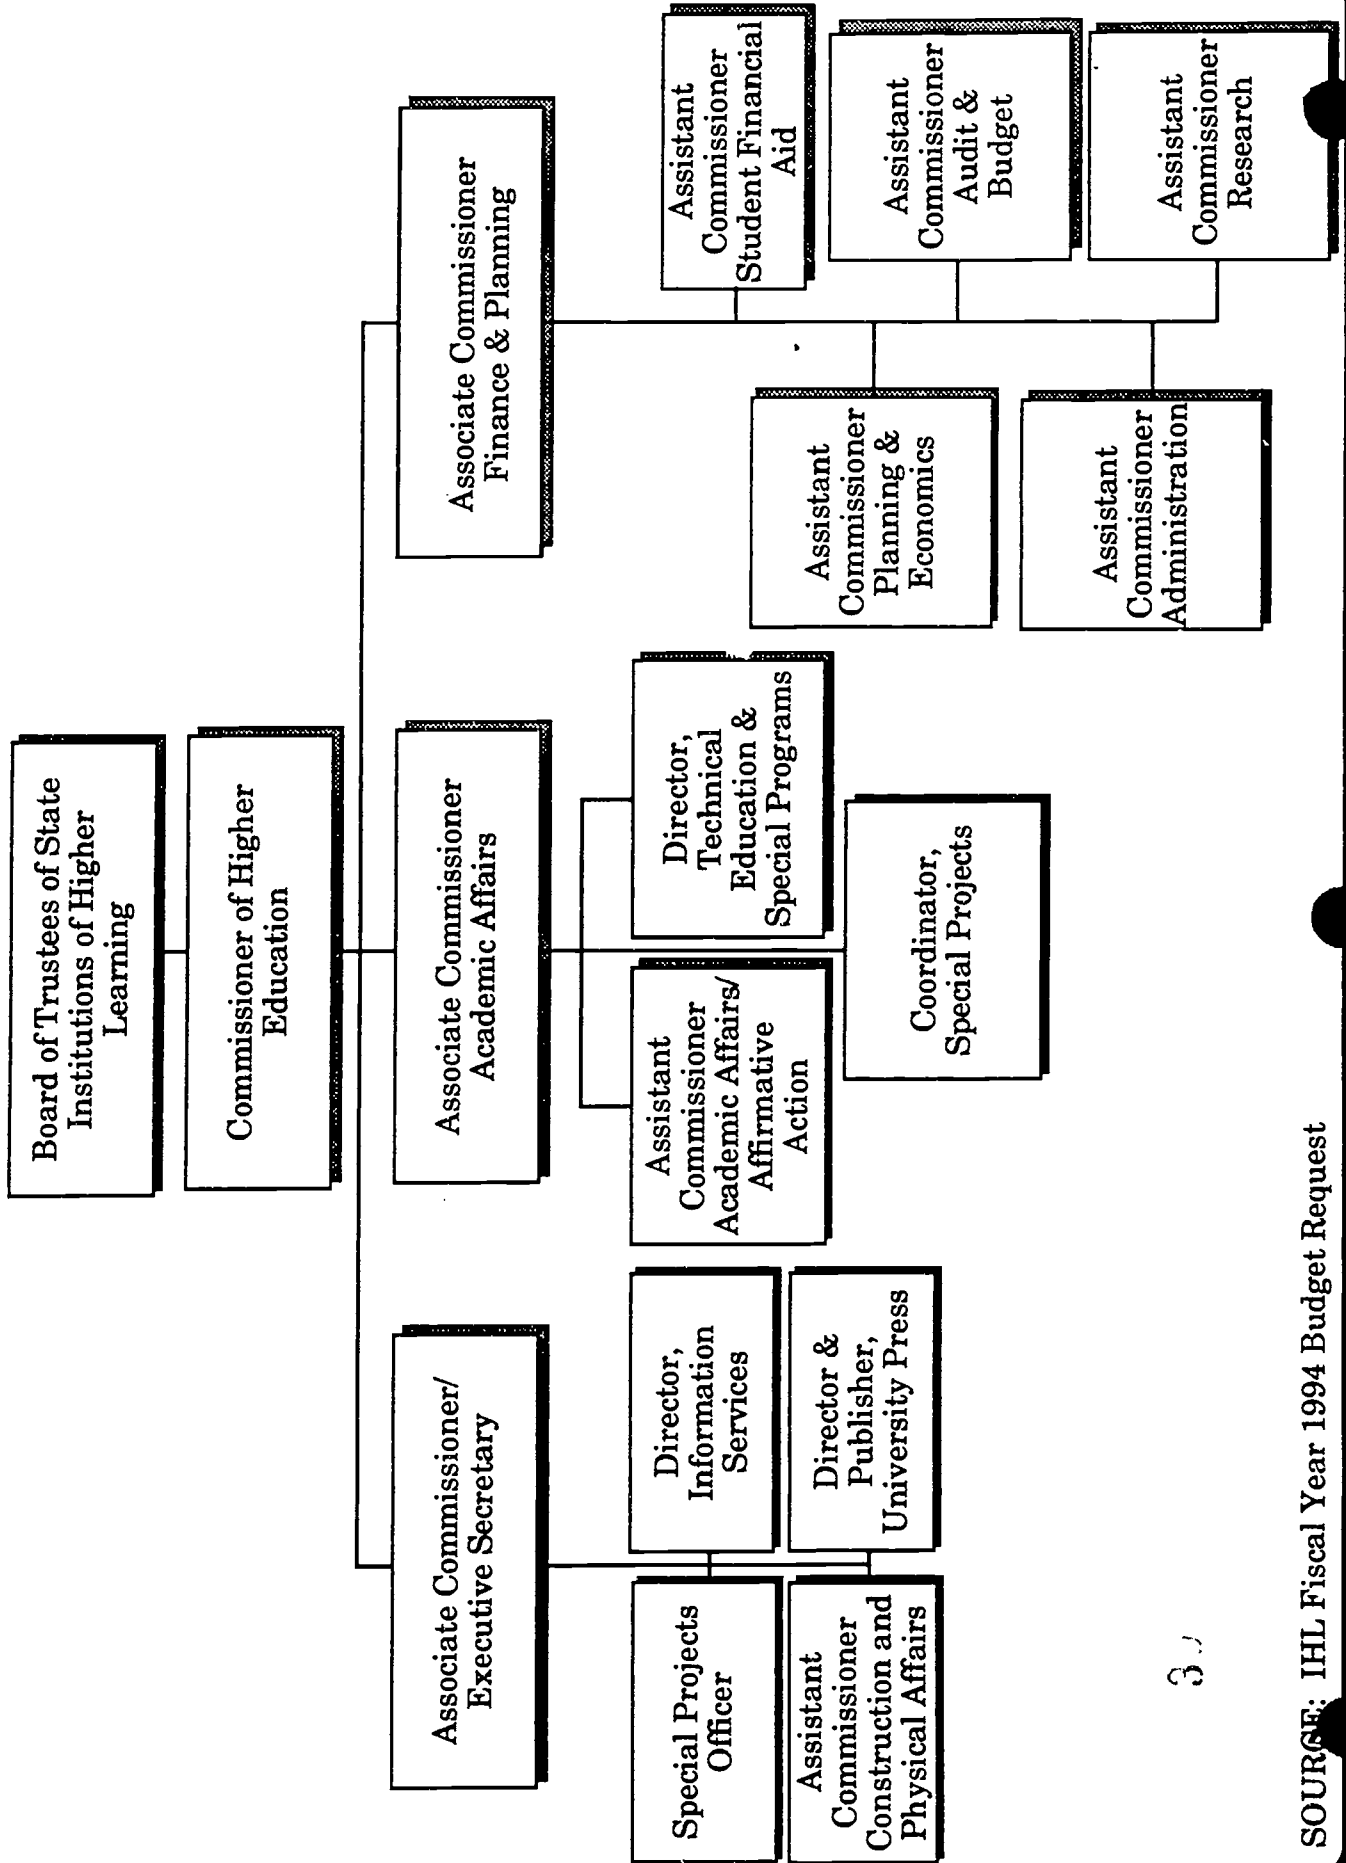 Board of Trustees of State
Institutions of Higher
Learning
Commissioner of Higher
Education
Associate Commissioner/
Executive Secretary
Associate Commissioner
Academic Affairs
Associate Commissioner
Finance & Planning
Special Projects
Officer
Director,
Information
Services
Assistant
Commissioner
Construction and
Physical Affairs
Director &
Publisher,
University Press
Assistant
Commissioner
Academic Affairs/
Affirmative
Action
Director,
Technical
Education &
Special Programs
Coordinator,
Special Projects
Assistant
Commissioner
Student Financial
Aid
Assistant
Commissioner
Planning &
Economics
Assistant
Commissioner
Audit &
Budget
Assistant
Commissioner
Administration
Assistant
Commissioner
Research
SOURCE: IHL Fiscal Year 1994 Budget Request